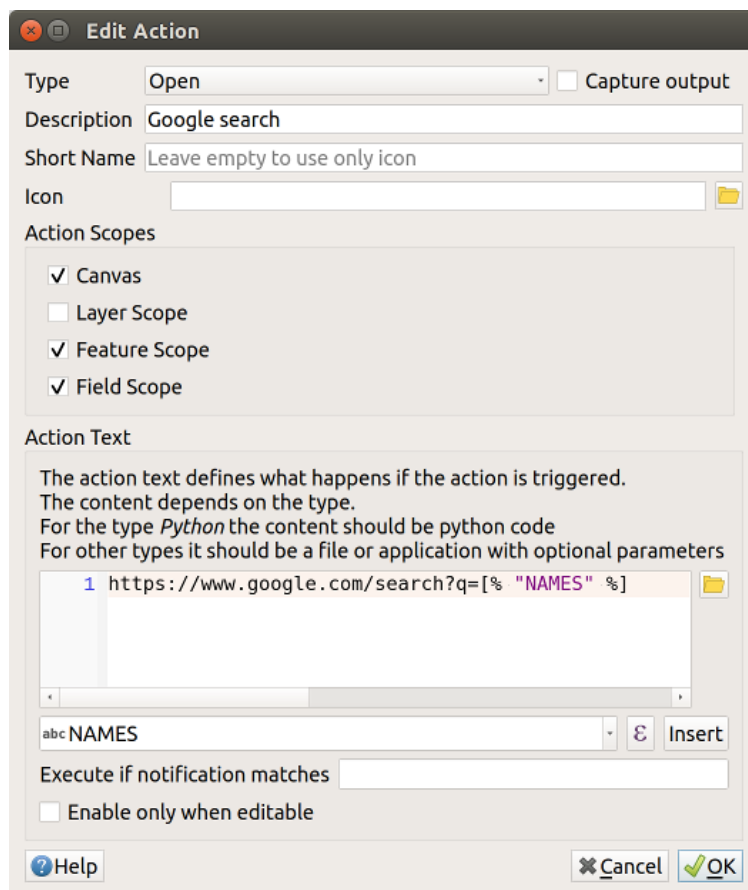 Edit Action
Type Open Capture output
Description Google search
Short Name Leave empty to use only icon
Icon
Action Scopes
Canvas
Layer Scope
Feature Scope
Field Scope
Action Text
The action text defines what happens if the action is triggered.
The content depends on the type.
For the type Python the content should be python code
For other types it should be a file or application with optional parameters
1 https://www.google.com/search?q=[% "NAMES" %]
abc NAMES ε Insert
Execute if notification matches
Enable only when editable
Help Cancel OK